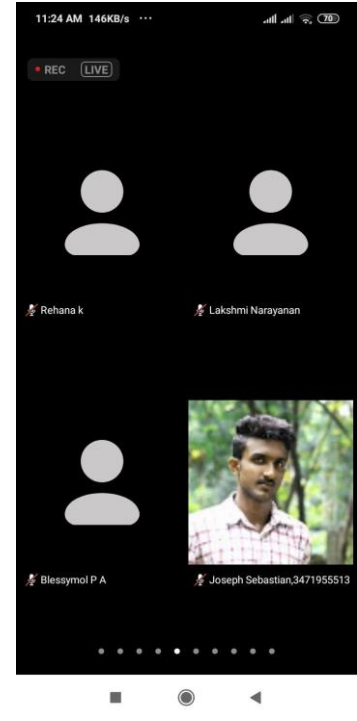 11:24 AM 146KB/s ... 70
REC LIVE
Rehana k
Lakshmi Narayanan
Blessymol P A
Joseph Sebastian,3471955513